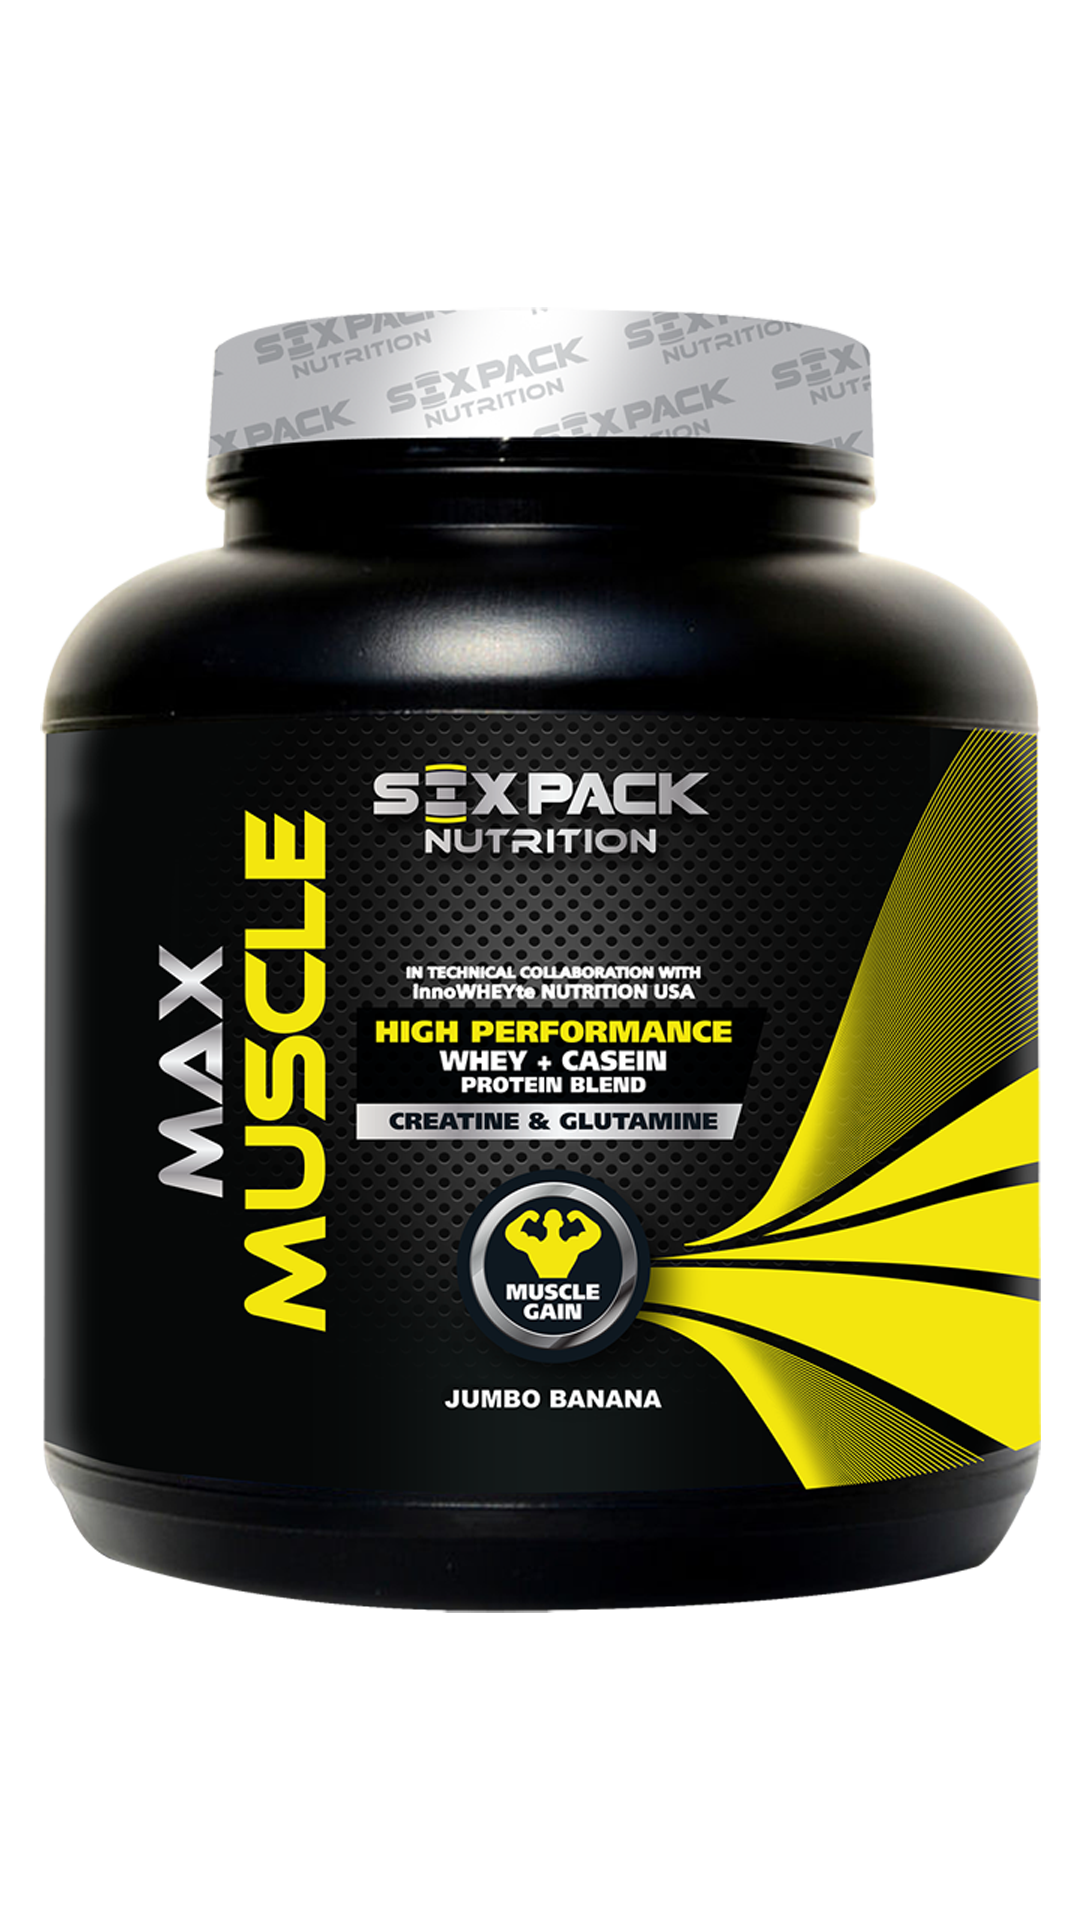 SIXPACK
NUTRITION
SIXPACK
NUTRITION
SIXPACK
NUTRITION
XPACK
MAX
MUSCLE
SIXPACK
NUTRITION
IN TECHNICAL COLLABORATION WITH
innoWHEYte NUTRITION USA
HIGH PERFORMANCE
WHEY + CASEIN
PROTEIN BLEND
CREATINE & GLUTAMINE
MUSCLE
GAIN
JUMBO BANANA